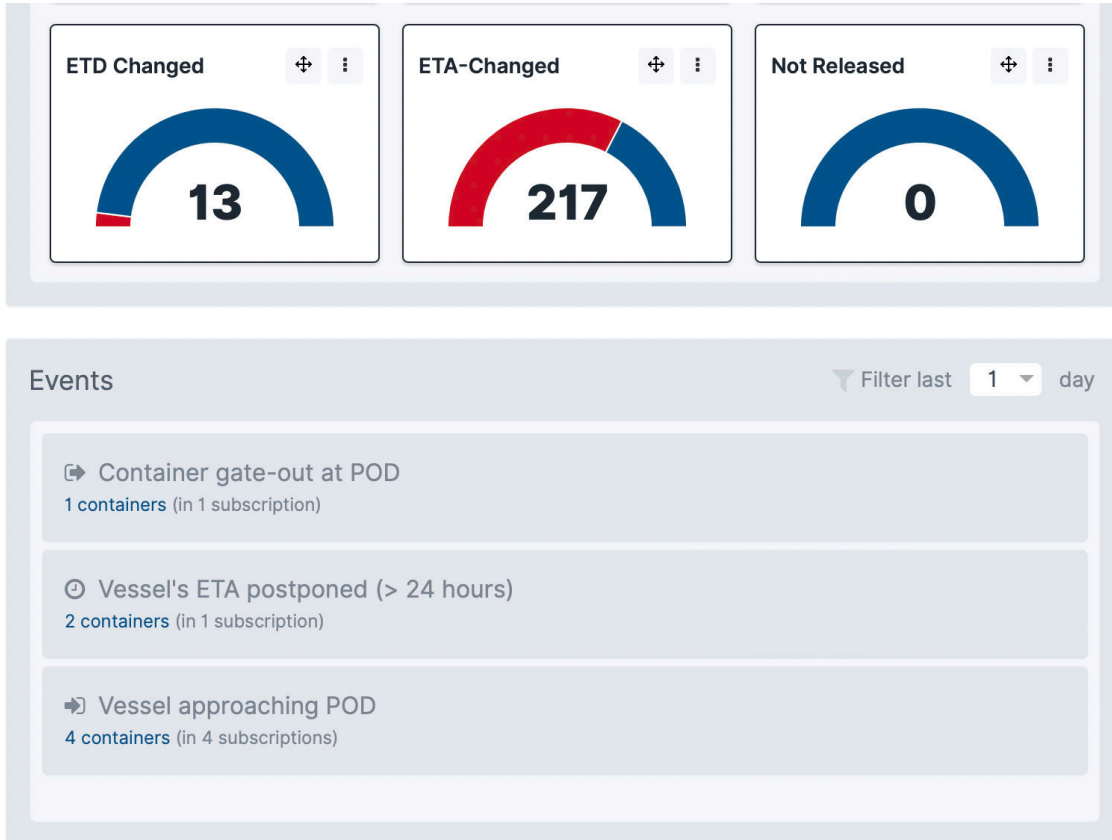 ETD Changed
ETA-Changed
Not Released
13
217
0
Events
Filter last 1 day
Container gate-out at POD
1 containers (in 1 subscription)
Vessel's ETA postponed (> 24 hours)
2 containers (in 1 subscription)
Vessel approaching POD
4 containers (in 4 subscriptions)